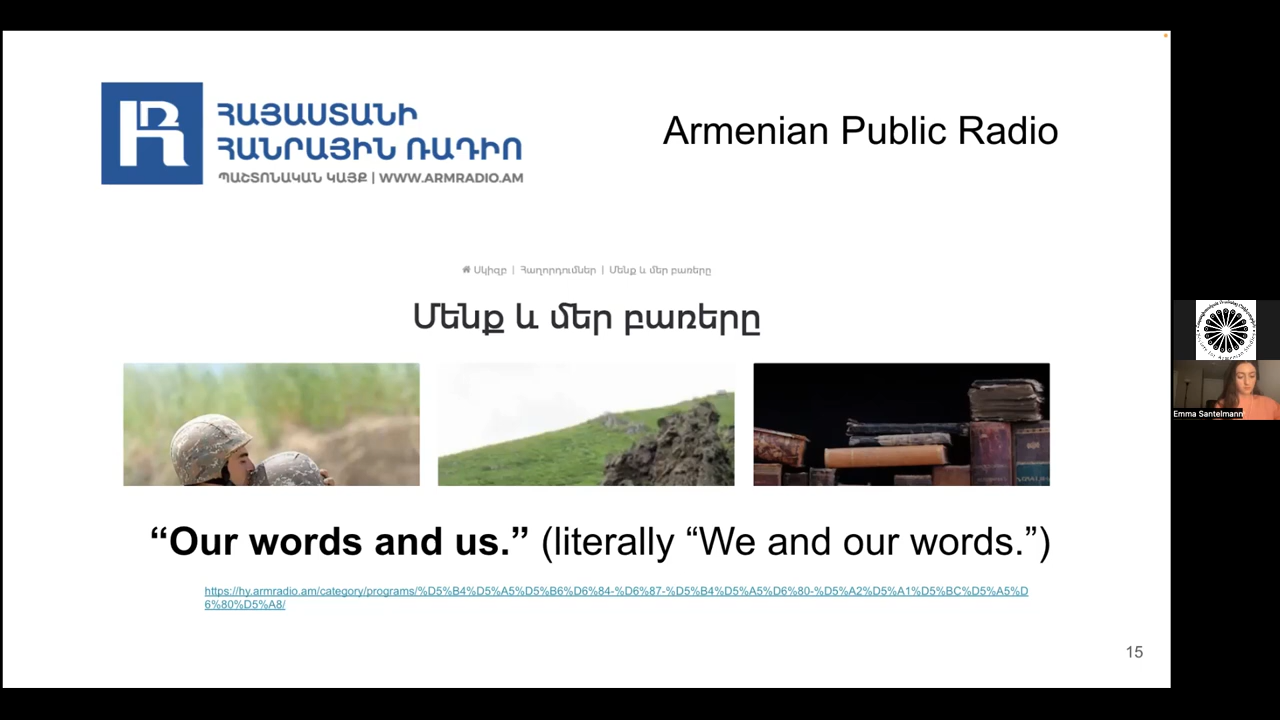 ՀԱՅԱՍՏԱՆԻ
ՀԱՆՐԱՅԻՆ ՌԱԴԻՈ
ՊԱՇՏՈՆԱԿԱՆ ԿԱՅՔ | WWW.ARMRADIO.AM
Armenian Public Radio
Սկիզբ | Հաղորդումներ | Մենք և մեր բառերը
Մենք և մեր բառերը
“Our words and us.” (literally “We and our words.”)
https://hy.armradio.am/category/programs/%D5%B4%D5%A5%D5%B6%D6%84-%D6%87-%D5%B4%D5%A5%D6%80-%D5%A2%D5%A1%D5%BC%D5%A5%D
6%80%D5%A8/
15
Emma Santelmann